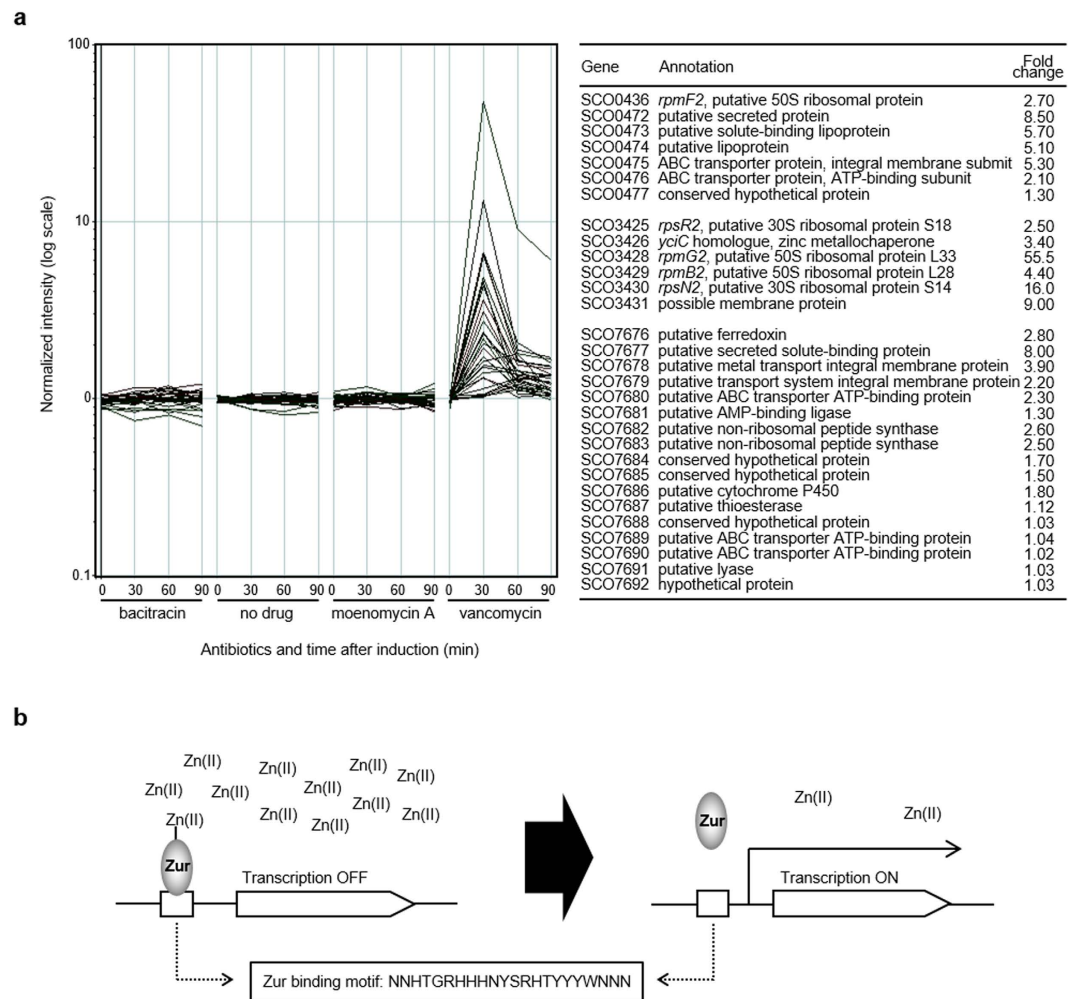 a
100
10
0
0.1
Normalized intensity (log scale)
0 30 60 90 0 30 60 90 0 30 60 90 0 30 60 90
bacitracin no drug moenomycin A vancomycin
Antibiotics and time after induction (min)
Gene Annotation Fold change
SCO0436 rpmF2, putative 50S ribosomal protein 2.70
SCO0472 putative secreted protein 8.50
SCO0473 putative solute-binding lipoprotein 5.70
SCO0474 putative lipoprotein 5.10
SCO0475 ABC transporter protein, integral membrane submit 5.30
SCO0476 ABC transporter protein, ATP-binding subunit 2.10
SCO0477 conserved hypothetical protein 1.30
SCO3425 rpsR2, putative 30S ribosomal protein S18 2.50
SCO3426 yciC homologue, zinc metallochaperone 3.40
SCO3428 rpmG2, putative 50S ribosomal protein L33 55.5
SCO3429 rpmB2, putative 50S ribosomal protein L28 4.40
SCO3430 rpsN2, putative 30S ribosomal protein S14 16.0
SCO3431 possible membrane protein 9.00
SCO7676 putative ferredoxin 2.80
SCO7677 putative secreted solute-binding protein 8.00
SCO7678 putative metal transport integral membrane protein 3.90
SCO7679 putative transport system integral membrane protein 2.20
SCO7680 putative ABC transporter ATP-binding protein 2.30
SCO7681 putative AMP-binding ligase 1.30
SCO7682 putative non-ribosomal peptide synthase 2.60
SCO7683 putative non-ribosomal peptide synthase 2.50
SCO7684 conserved hypothetical protein 1.70
SCO7685 conserved hypothetical protein 1.50
SCO7686 putative cytochrome P450 1.80
SCO7687 putative thioesterase 1.12
SCO7688 conserved hypothetical protein 1.03
SCO7689 putative ABC transporter ATP-binding protein 1.04
SCO7690 putative ABC transporter ATP-binding protein 1.02
SCO7691 putative lyase 1.03
SCO7692 hypothetical protein 1.03
b
Zn(II) Zn(II) Zn(II) Zn(II)
Zn(II) Zn(II) Zn(II) Zn(II)
Zn(II) Zn(II) Zn(II) Zn(II)
Zur
Transcription OFF
Zn(II) Zn(II)
Zur
Transcription ON
Zur binding motif: NNHTGRHHHNYSRHTYYYWNNN